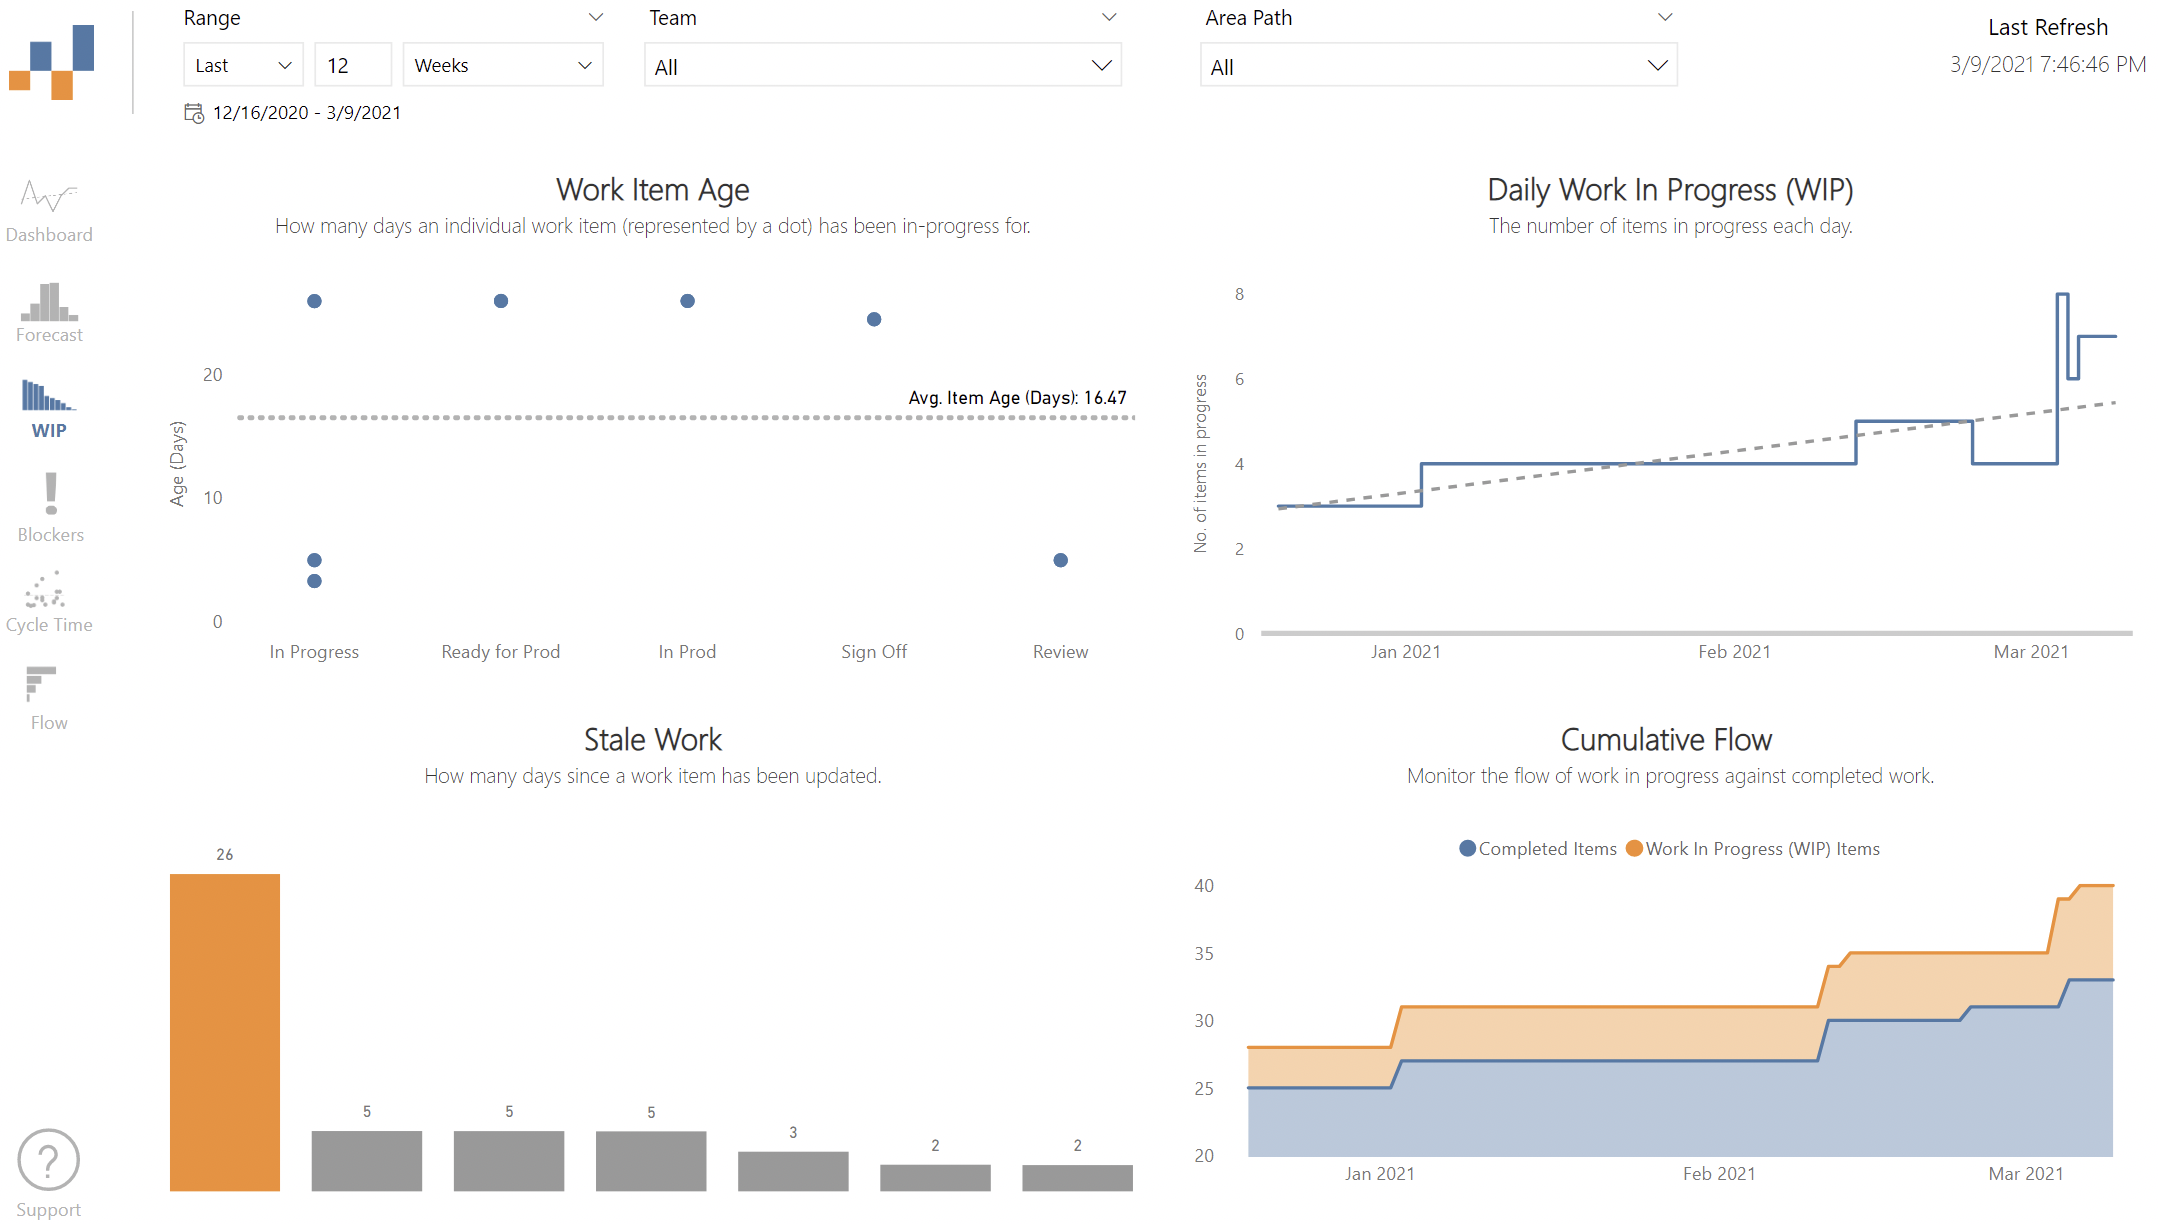 Range
Last
12
Weeks
12/16/2020 - 3/9/2021
Team
All
Area Path
All
Last Refresh
3/9/2021 7:46:46 PM
Dashboard
Forecast
WIP
Blockers
Cycle Time
Flow
Support
Work Item Age
How many days an individual work item (represented by a dot) has been in-progress for.
Age (Days)
20
10
0
Avg. Item Age (Days): 16.47
In Progress
Ready for Prod
In Prod
Sign Off
Review
Daily Work In Progress (WIP)
The number of items in progress each day.
No. of items in progress
8
6
4
2
0
Jan 2021
Feb 2021
Mar 2021
Stale Work
How many days since a work item has been updated.
26
5
5
5
3
2
2
Cumulative Flow
Monitor the flow of work in progress against completed work.
Completed Items
Work In Progress (WIP) Items
40
35
30
25
20
Jan 2021
Feb 2021
Mar 2021